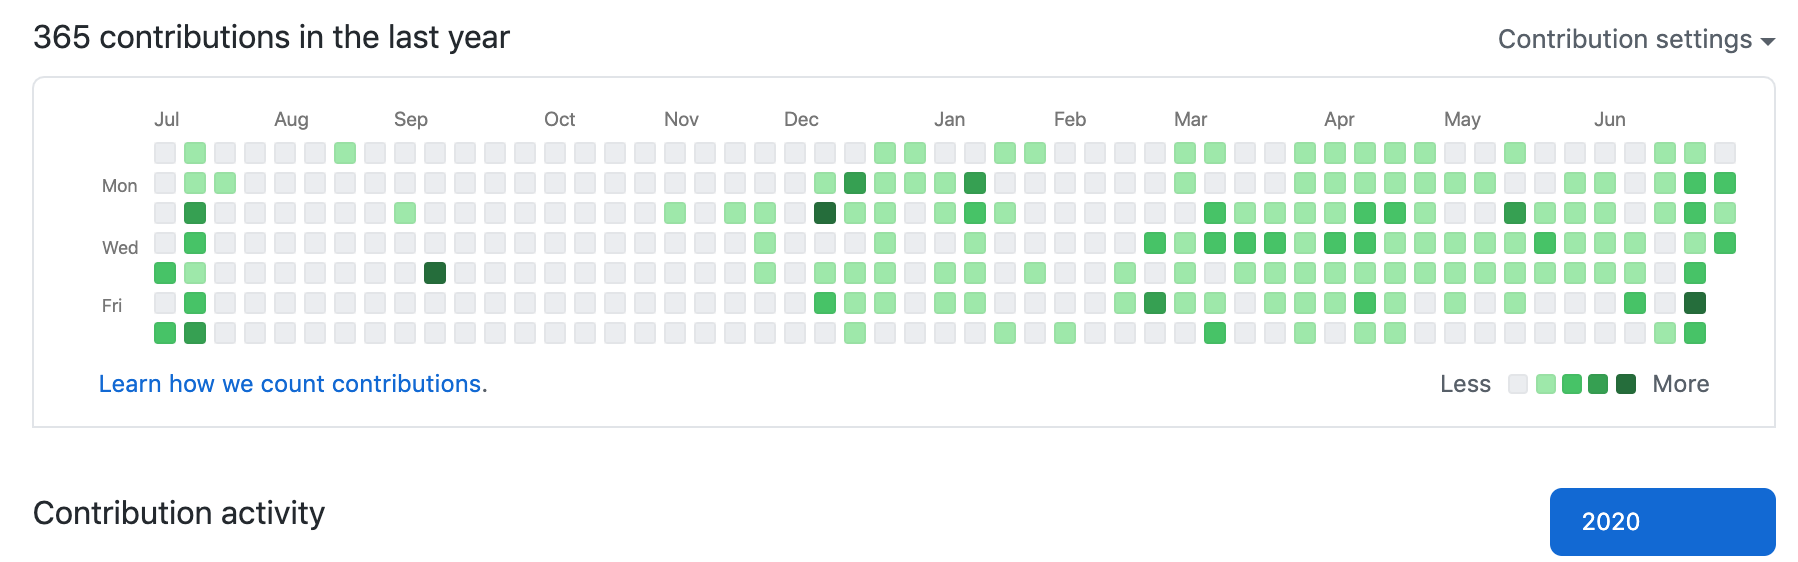 365 contributions in the last year
Contribution settings
Jul Aug Sep Oct Nov Dec Jan Feb Mar Apr May Jun
Mon
Wed
Fri
Learn how we count contributions.
Less More
Contribution activity
2020